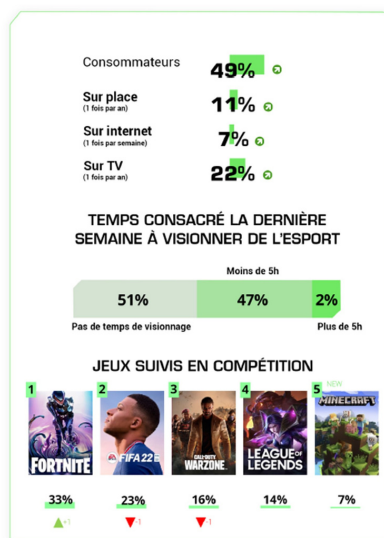 Consommateurs
49%
Sur place
(1 fois par an)
11%
Sur internet
(1 fois par semaine)
7%
Sur TV
(1 fois par an)
22%
TEMPS CONSACRÉ LA DERNIÈRE
SEMAINE À VISIONNER DE L'ESPORT
Moins de 5h
51%
47%
2%
Pas de temps de visionnage
Plus de 5h
JEUX SUIVIS EN COMPÉTITION
1
2
3
4
5
NEW
FORTNITE
FIFA 22
CALL OF DUTY
WARZONE
LEAGUE OF
LEGENDS
MINECRAFT
33%
23%
16%
14%
7%
+1
-1
-1